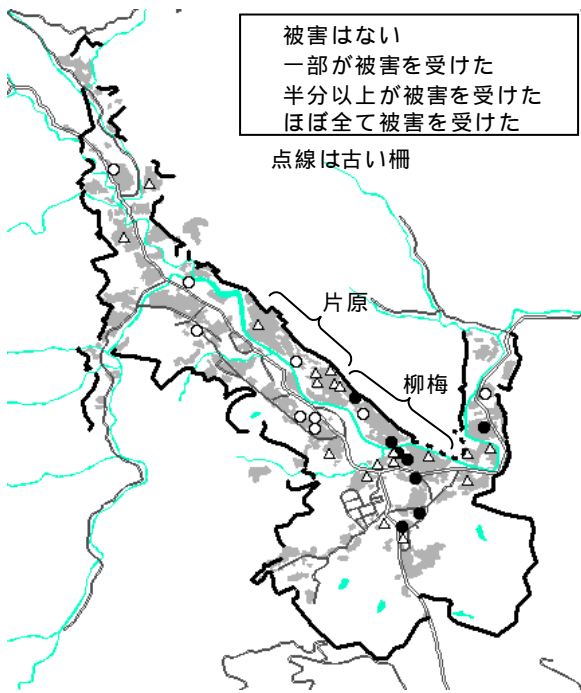 被害はない
一部が被害を受けた
半分以上が被害を受けた
ほぼ全て被害を受けた
点線は古い柵
片原
柳梅